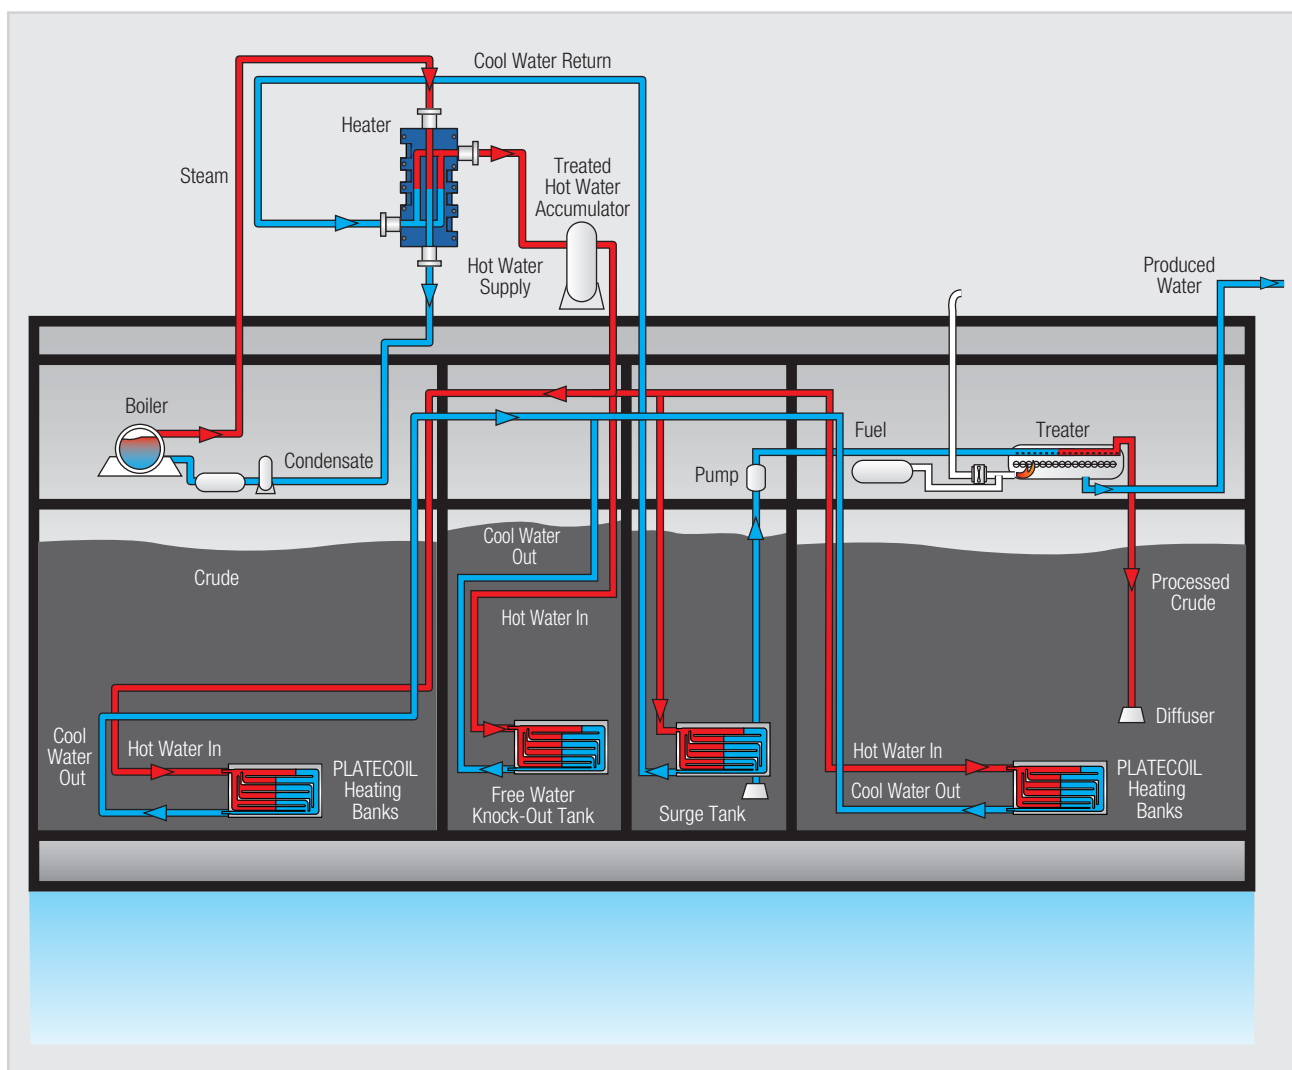 Cool Water Return
Heater
Steam
Treated
Hot Water
Accumulator
Hot Water
Supply
Produced
Water
Boiler
Condensate
Pump
Fuel
Treater
Crude
Cool Water
Out
Hot Water In
Processed
Crude
Diffuser
Cool
Water
Out
Hot Water In
PLATECOIL
Heating
Banks
Free Water
Knock-Out Tank
Surge Tank
Hot Water In
Cool Water Out
PLATECOIL
Heating
Banks